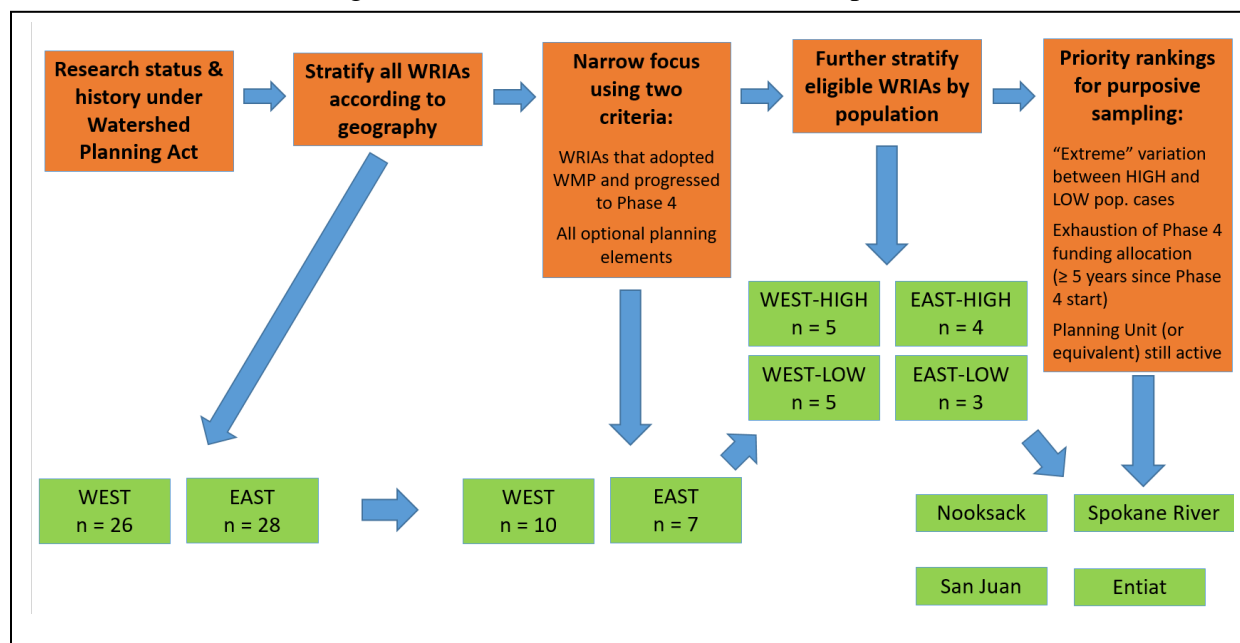 Research status &
history under
Watershed
Planning Act
Stratify all WRIAs
according to
geography
Narrow focus
using two
criteria:
WRIAs that adopted
WMP and progressed
to Phase 4
All optional planning
elements
Further stratify
eligible WRIAs by
population
Priority rankings
for purposive
sampling:
“Extreme” variation
between HIGH and
LOW pop. cases
Exhaustion of Phase 4
funding allocation
(≥ 5 years since Phase
4 start)
Planning Unit (or
equivalent) still active
WEST-HIGH
n = 5
EAST-HIGH
n = 4
WEST-LOW
n = 5
EAST-LOW
n = 3
WEST
n = 26
EAST
n = 28
WEST
n = 10
EAST
n = 7
Nooksack
Spokane River
San Juan
Entiat